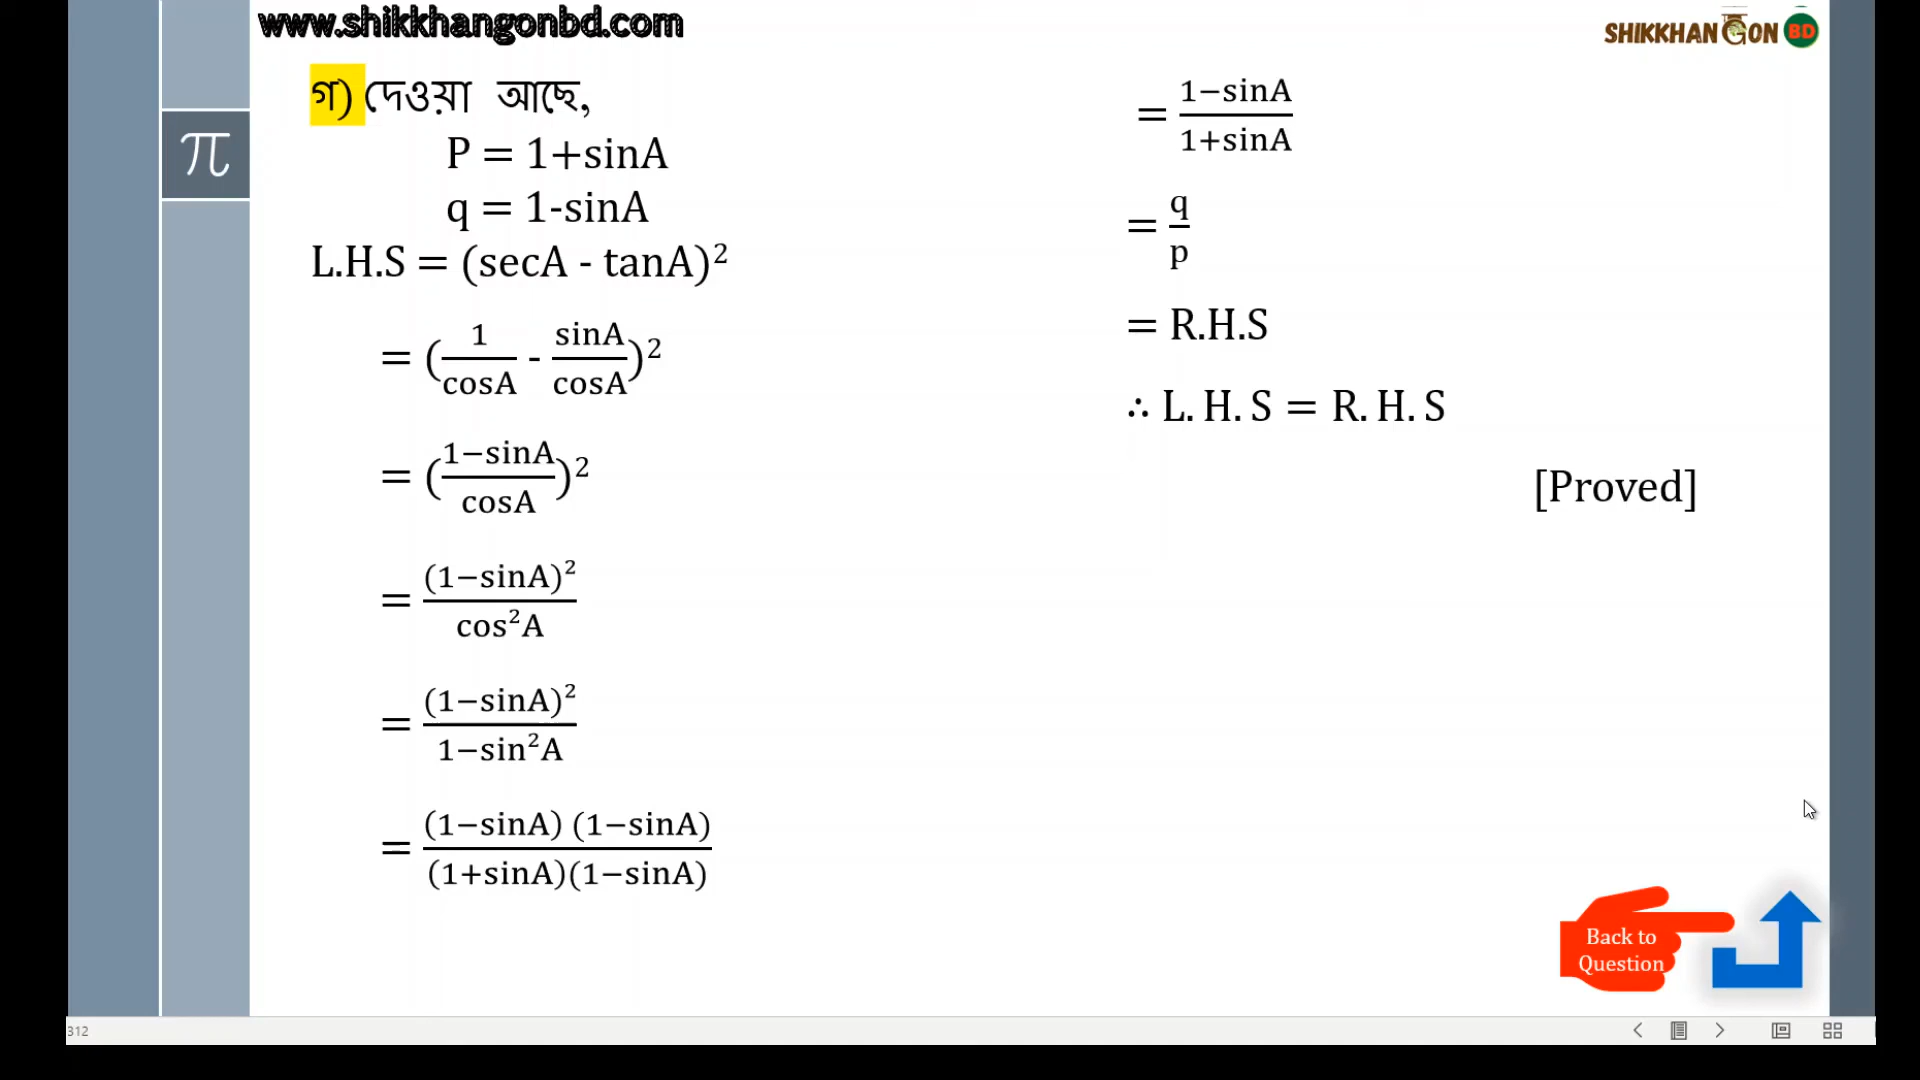 www.shikkhangonbd.com
SHIKKHANGON BD
π
গ) দেওয়া আছে,
P = 1+sinA
q = 1-sinA
L.H.S = (secA - tanA)²
= (1/cosA - sinA/cosA)²
= (1−sinA/cosA)²
= (1−sinA)²/cos²A
= (1−sinA)²/1−sin²A
= (1−sinA) (1−sinA)/(1+sinA)(1−sinA)
= 1−sinA/1+sinA
= q/p
= R.H.S
∴ L. H. S = R. H. S
[Proved]
Back to
Question
312